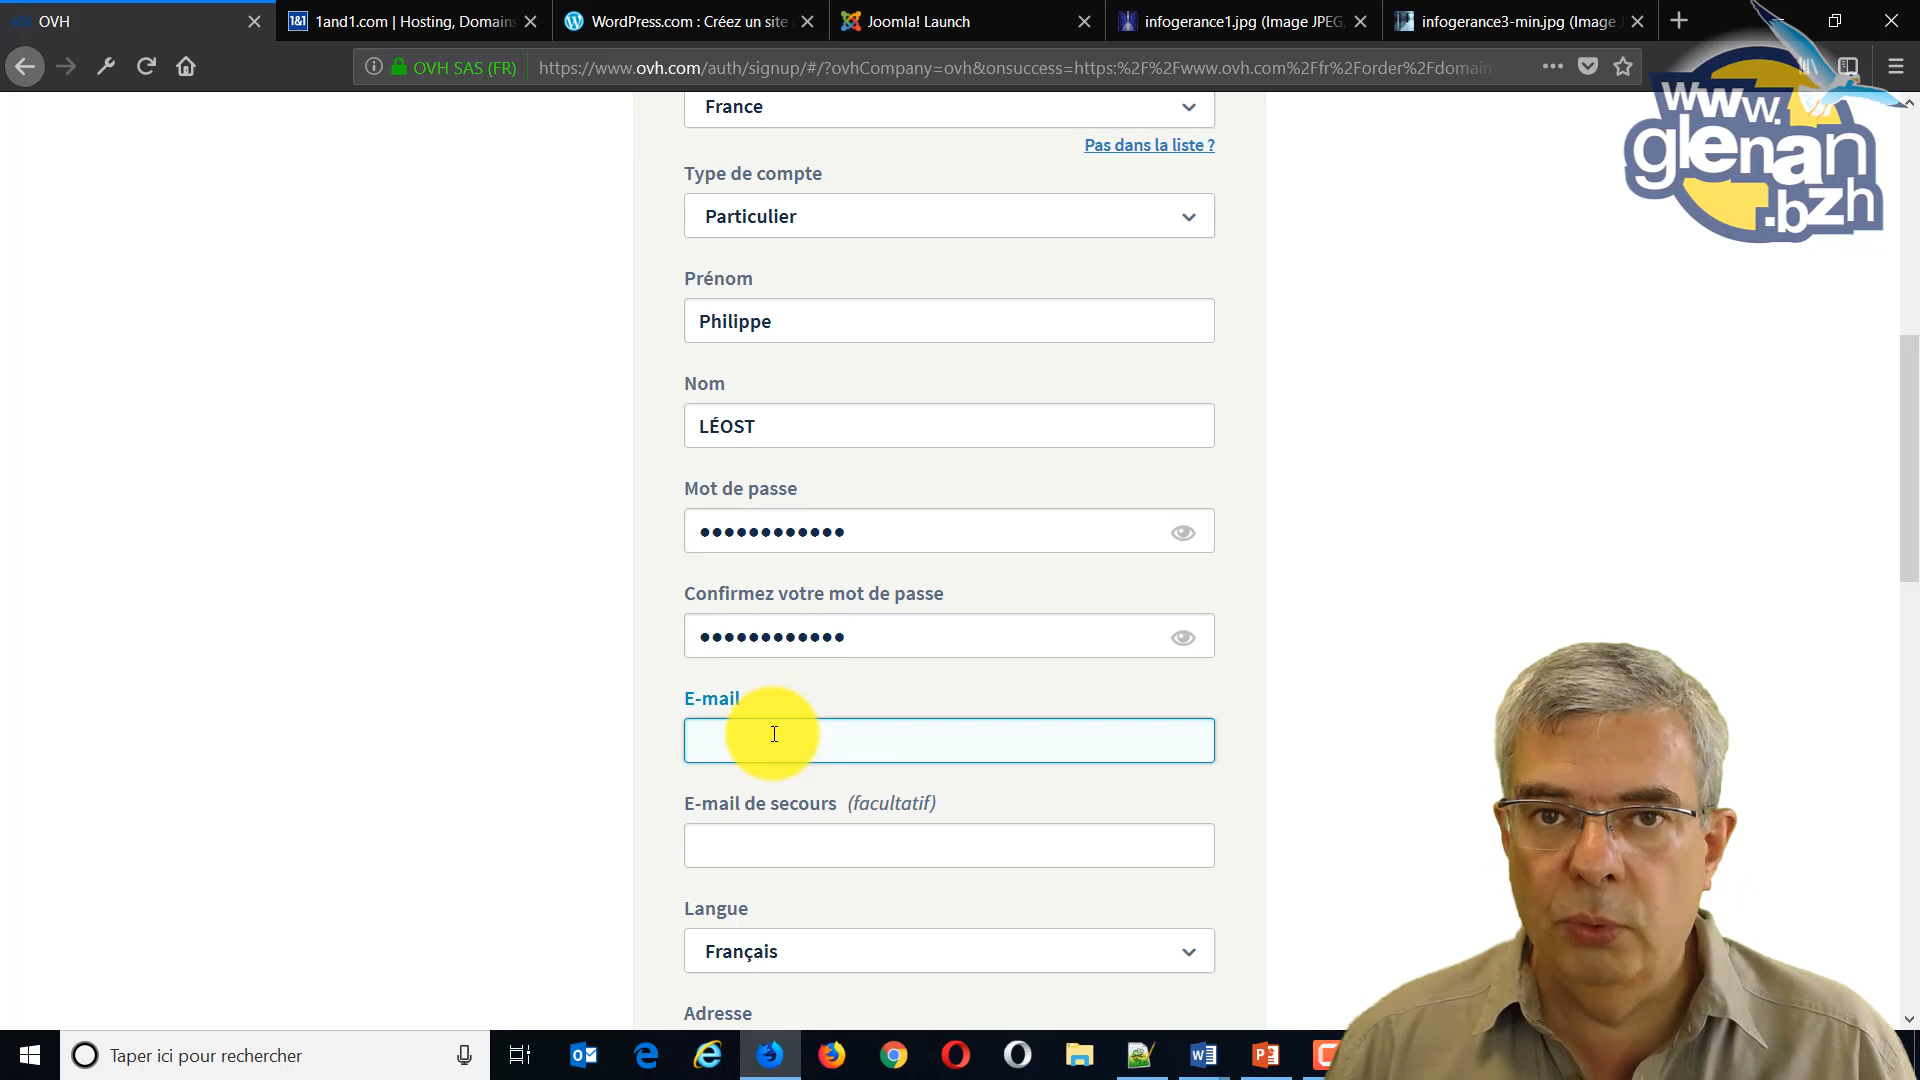 OVH
1and1.com | Hosting, Domains
WordPress.com : Créez un site
Joomla! Launch
infogerance1.jpg (Image JPEG,
infogerance3-min.jpg (Image J
OVH SAS (FR)
https://www.ovh.com/auth/signup/#/?ovhCompany=ovh&onsuccess=https:%2F%2Fwww.ovh.com%2Ffr%2Forder%2Fdomain
www.
glenan
.bzh
France
Pas dans la liste ?
Type de compte
Particulier
Prénom
Philippe
Nom
LÉOST
Mot de passe
Confirmez votre mot de passe
E-mail
E-mail de secours (facultatif)
Langue
Français
Adresse
Taper ici pour rechercher